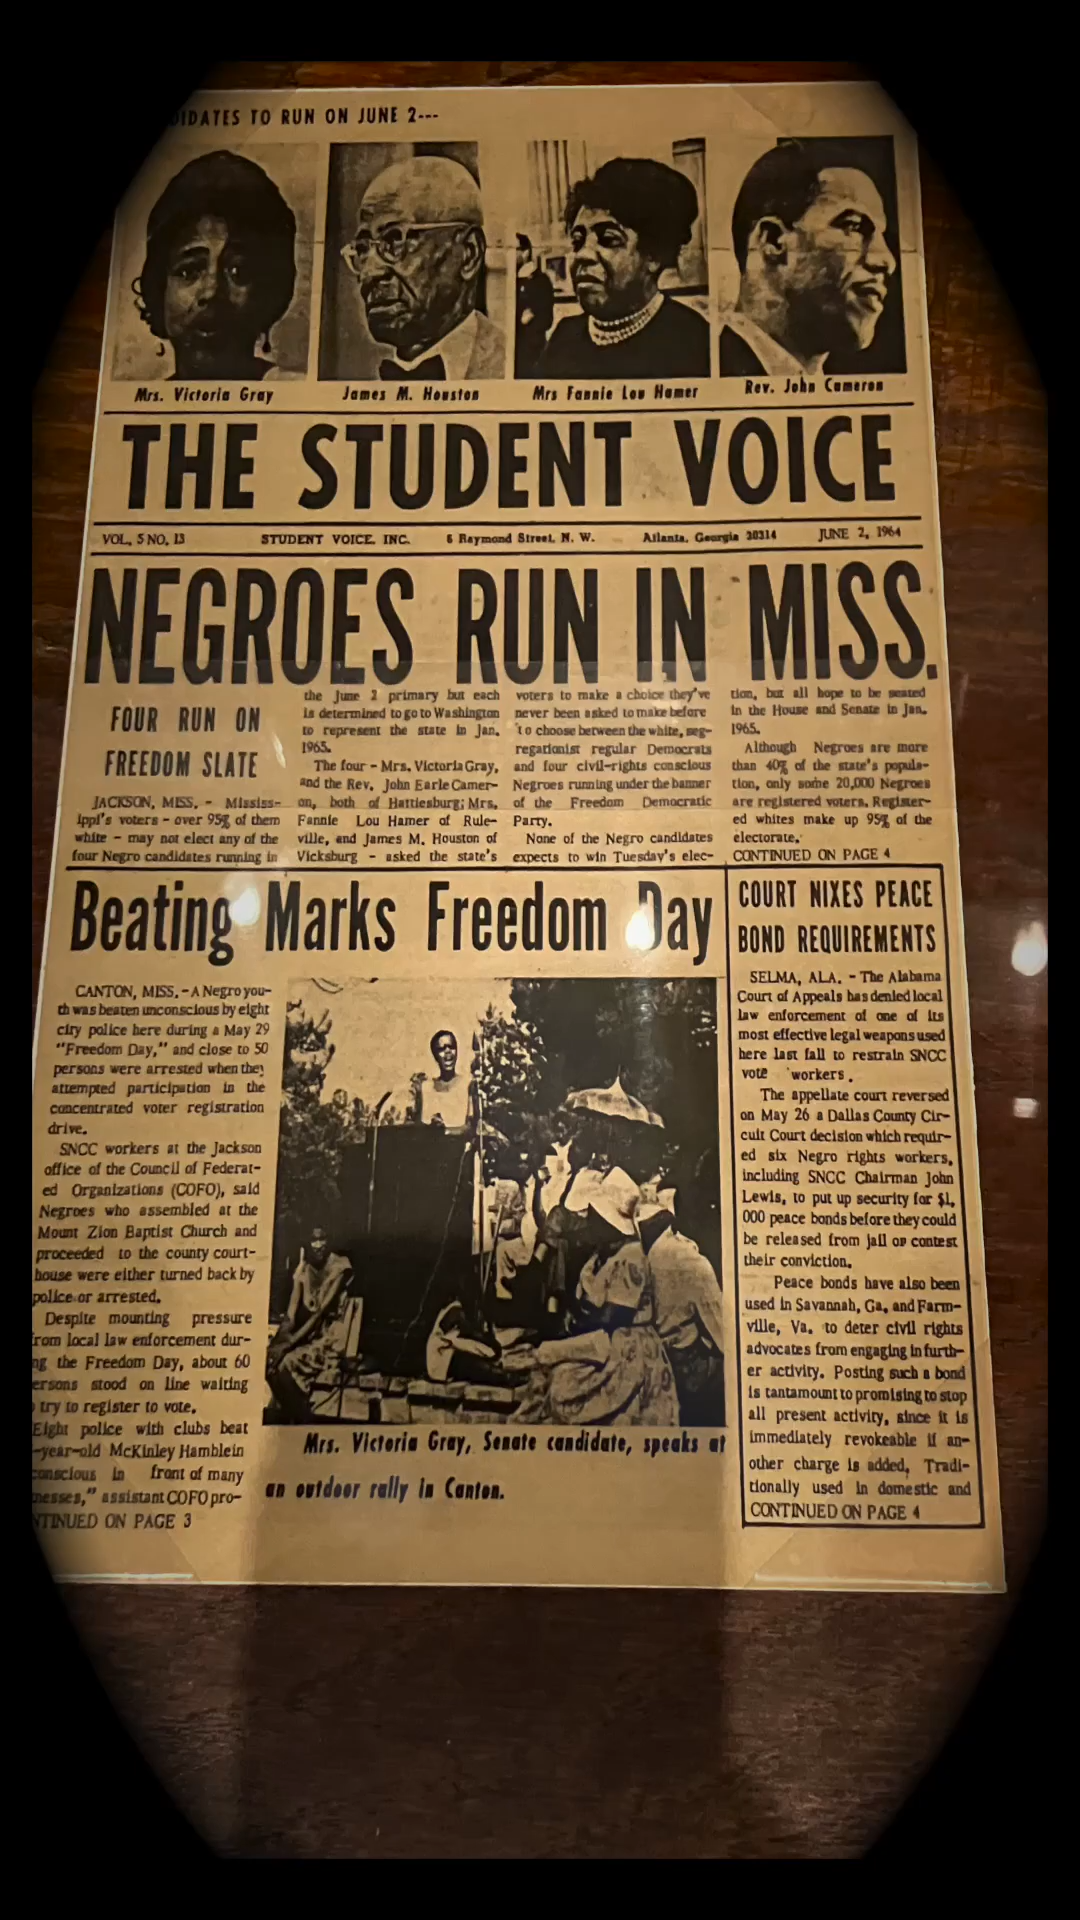 DIDATES TO RUN ON JUNE 2---
Mrs. Victoria Gray
James M. Houston
Mrs Fannie Lou Hamer
Rev. John Cameron
THE STUDENT VOICE
VOL. 5 NO. 13 STUDENT VOICE, INC. 6 Raymond Street, N. W. Atlanta, Georgia 30314 JUNE 2, 1964
NEGROES RUN IN MISS.
FOUR RUN ON
FREEDOM SLATE
JACKSON, MISS. - Mississ-
ippi's voters - over 95% of them
white - may not elect any of the
four Negro candidates running in
the June 2 primary but each
is determined to go to Washington
to represent the state in Jan.
1965.
The four - Mrs. Victoria Gray,
and the Rev. John Earle Camer-
on, both of Hattiesburg; Mrs.
Fannie Lou Hamer of Rule-
ville, and James M. Houston of
Vicksburg - asked the state's
voters to make a choice they've
never been asked to make before
to choose between the white, seg-
regationist regular Democrats
and four civil-rights conscious
Negroes running under the banner
of the Freedom Democratic
Party.
None of the Negro candidates
expects to win Tuesday's elec-
tion, but all hope to be seated
in the House and Senate in Jan.
1965.
Although Negroes are more
than 40% of the state's popula-
tion, only some 20,000 Negroes
are registered voters. Register-
ed whites make up 95% of the
electorate.
CONTINUED ON PAGE 4
Beating Marks Freedom Day
CANTON, MISS. - A Negro you-
th was beaten unconscious by eight
city police here during a May 29
"Freedom Day," and close to 50
persons were arrested when they
attempted participation in the
concentrated voter registration
drive.
SNCC workers at the Jackson
office of the Council of Federat-
ed Organizations (COFO), said
Negroes who assembled at the
Mount Zion Baptist Church and
proceeded to the county court-
house were either turned back by
police or arrested.
Despite mounting pressure
from local law enforcement dur-
ng the Freedom Day, about 60
ersons stood on line waiting
try to register to vote.
Eight police with clubs beat
-year-old McKinley Hamblein
conscious in front of many
nesses," assistant COFO pro-
NTINUED ON PAGE 3
Mrs. Victoria Gray, Senate candidate, speaks at
an outdoor rally in Canton.
COURT NIXES PEACE
BOND REQUIREMENTS
SELMA, ALA. - The Alabama
Court of Appeals has denied local
law enforcement of one of its
most effective legal weapons used
here last fall to restrain SNCC
vote workers.
The appellate court reversed
on May 26 a Dallas County Cir-
cuit Court decision which requir-
ed six Negro rights workers,
including SNCC Chairman John
Lewis, to put up security for $1,
000 peace bonds before they could
be released from jail or contest
their conviction.
Peace bonds have also been
used in Savannah, Ga. and Farm-
ville, Va. to deter civil rights
advocates from engaging in furth-
er activity. Posting such a bond
is tantamount to promising to stop
all present activity, since it is
immediately revokeable if an-
other charge is added. Tradi-
tionally used in domestic and
CONTINUED ON PAGE 4